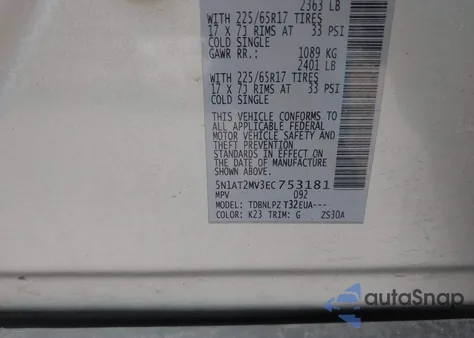 2363 LB
WITH 225/65R17 TIRES
17 X 7J RIMS AT 33 PSI
COLD SINGLE
GAWR RR.: 1089 KG
2401 LB
WITH 225/65R17 TIRES
17 X 7J RIMS AT 33 PSI
COLD SINGLE
THIS VEHICLE CONFORMS TO
ALL APPLICABLE FEDERAL
MOTOR VEHICLE SAFETY AND
THEFT PREVENTION
STANDARDS IN EFFECT ON
THE DATE OF MANUFACTURE
SHOWN ABOVE.
5N1AT2MV3EC753181
MPV 092
MODEL: TDBNLPZ T32EUA---
COLOR: K23 TRIM: G ZS30A
autoSnap